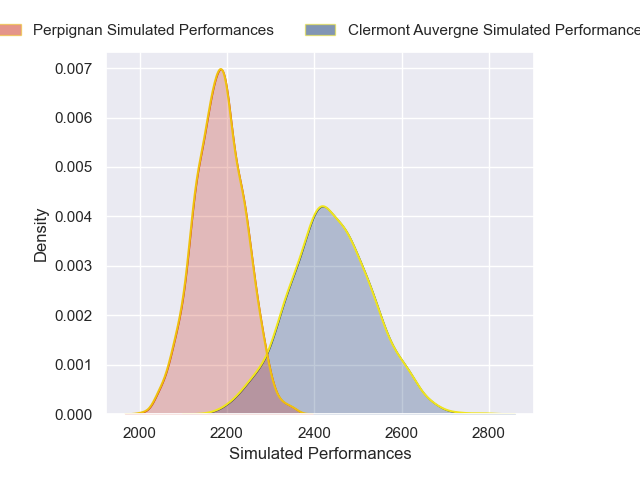 Perpignan Simulated Performances Clermont Auvergne Simulated Performance
0.007
0.006
0.005
0.004
0.003
0.002
0.001
0.000
Density
2000 2200 2400 2600 2800
Simulated Performances